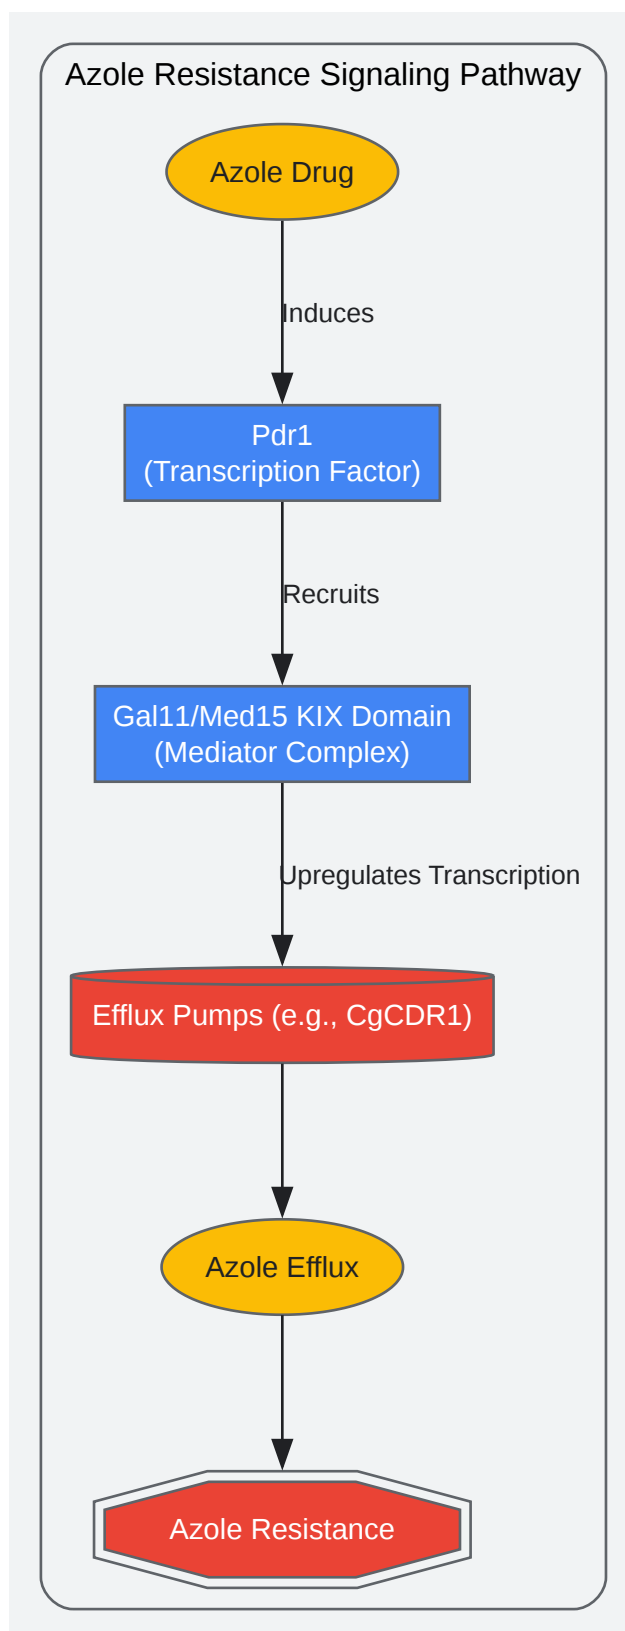 Azole Resistance Signaling Pathway
Azole Drug
Induces
Pdr1
(Transcription Factor)
Recruits
Gal11/Med15 KIX Domain
(Mediator Complex)
Upregulates Transcription
Efflux Pumps (e.g., CgCDR1)
Azole Efflux
Azole Resistance